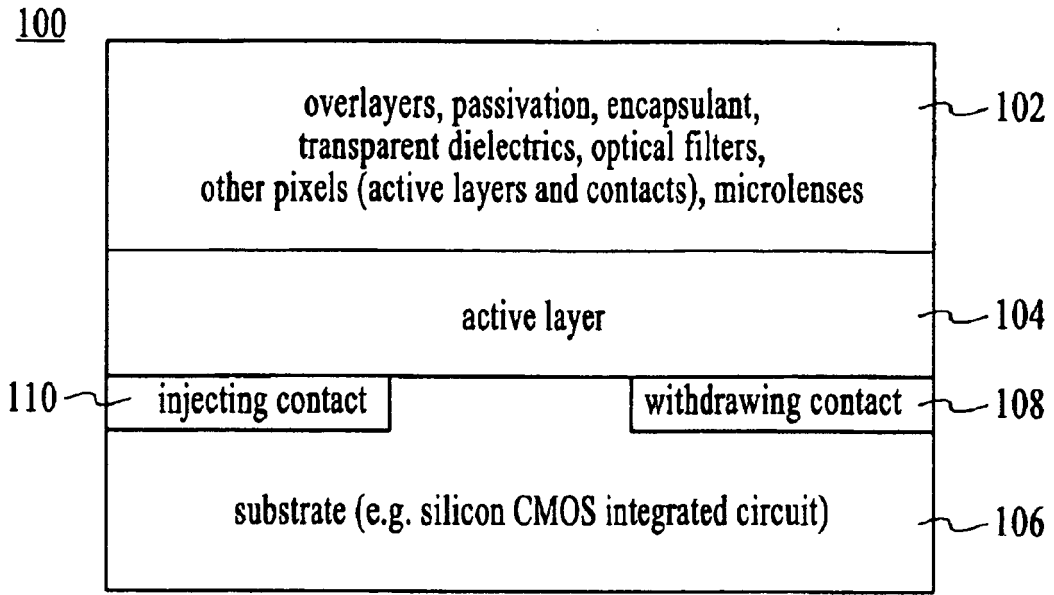 100
overlayers, passivation, encapsulant,
transparent dielectrics, optical filters,
other pixels (active layers and contacts), microlenses
102
active layer
104
110
injecting contact
withdrawing contact
108
substrate (e.g. silicon CMOS integrated circuit)
106